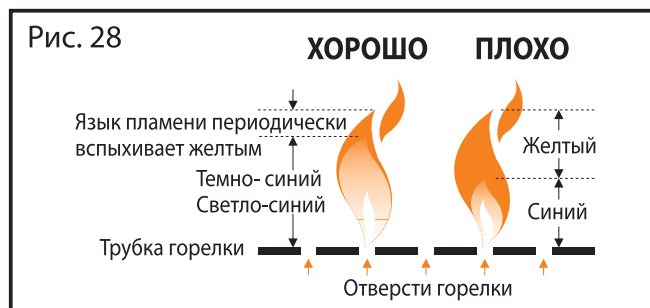 Рис. 28
ХОРОШО ПЛОХО
Язык пламени периодически
вспыхивает желтым
Желтый
Темно- синий
Светло-синий
Синий
Трубка горелки
Отверсти горелки